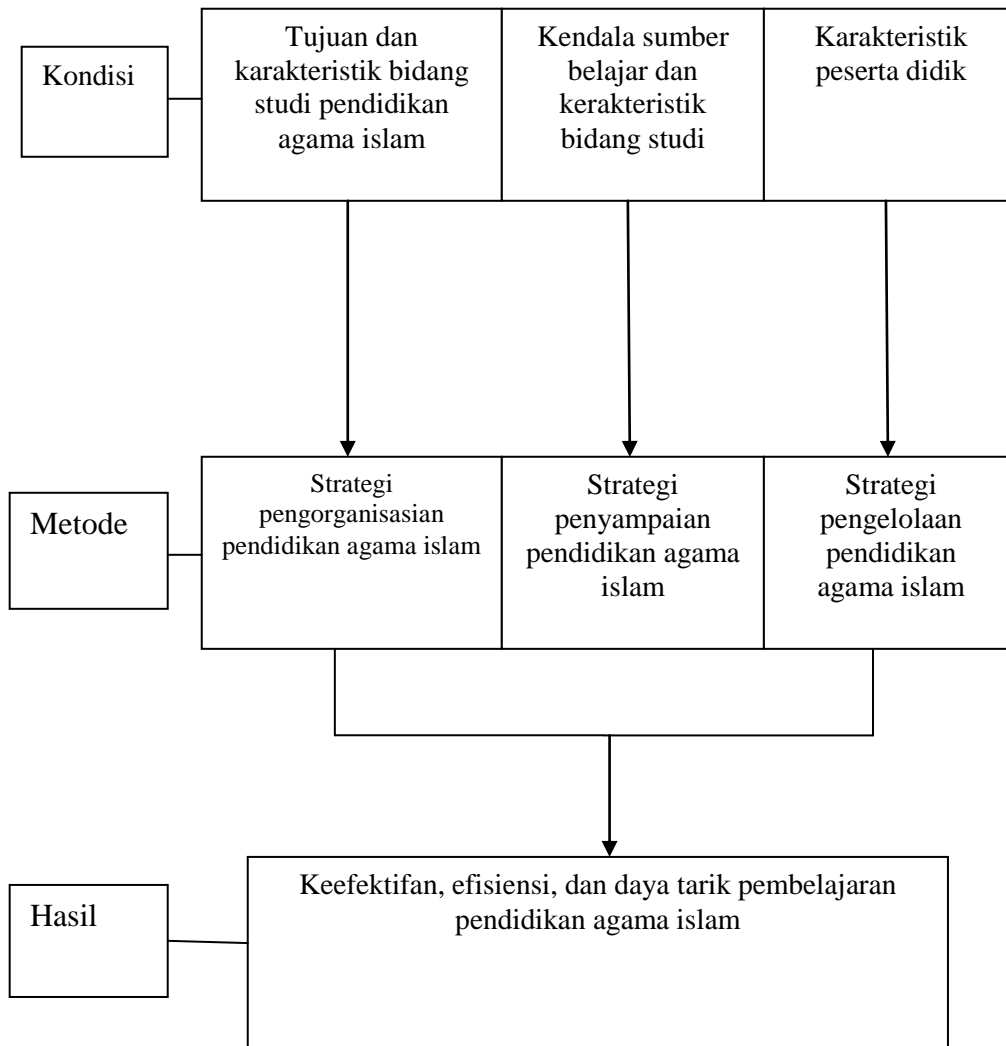 Kondisi
Tujuan dan
karakteristik bidang
studi pendidikan
agama islam
Kendala sumber
belajar dan
kerakteristik
bidang studi
Karakteristik
peserta didik
Metode
Strategi
pengorganisasian
pendidikan agama islam
Strategi
penyampaian
pendidikan agama
islam
Strategi
pengelolaan
pendidikan
agama islam
Hasil
Keefektifan, efisiensi, dan daya tarik pembelajaran
pendidikan agama islam